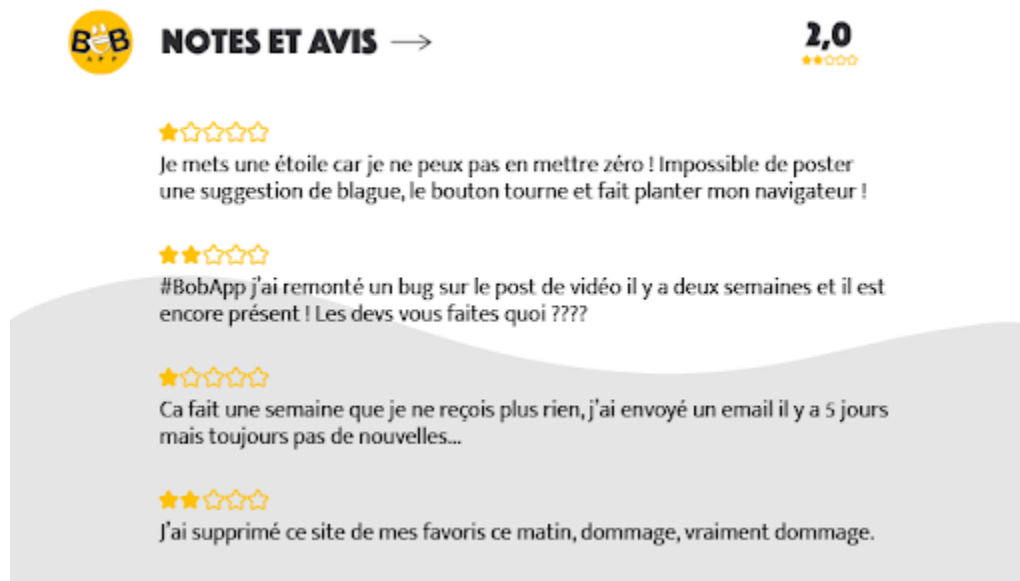 BOB
APP
NOTES ET AVIS →
2,0
Je mets une étoile car je ne peux pas en mettre zéro ! Impossible de poster
une suggestion de blague, le bouton tourne et fait planter mon navigateur !
#BobApp j'ai remonté un bug sur le post de vidéo il y a deux semaines et il est
encore présent ! Les devs vous faites quoi ????
Ca fait une semaine que je ne reçois plus rien, j'ai envoyé un email il y a 5 jours
mais toujours pas de nouvelles...
J'ai supprimé ce site de mes favoris ce matin, dommage, vraiment dommage.